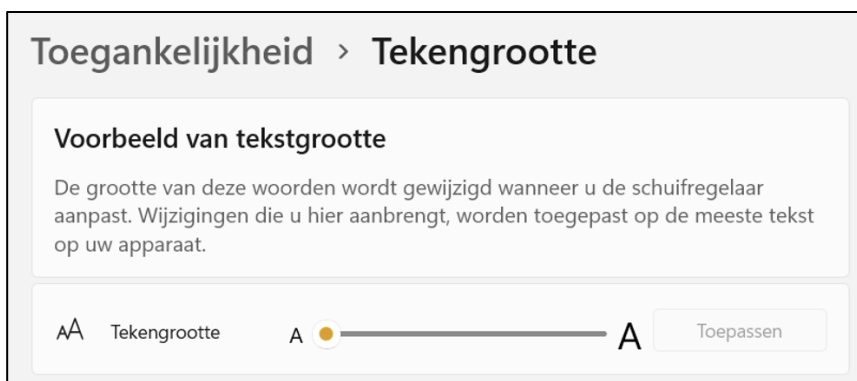 Toegankelijkheid > Tekengrootte
Voorbeeld van tekstgrootte
De grootte van deze woorden wordt gewijzigd wanneer u de schuifregelaar
aanpast. Wijzigingen die u hier aanbrengt, worden toegepast op de meeste tekst
op uw apparaat.
AA Tekengrootte A A Toepassen